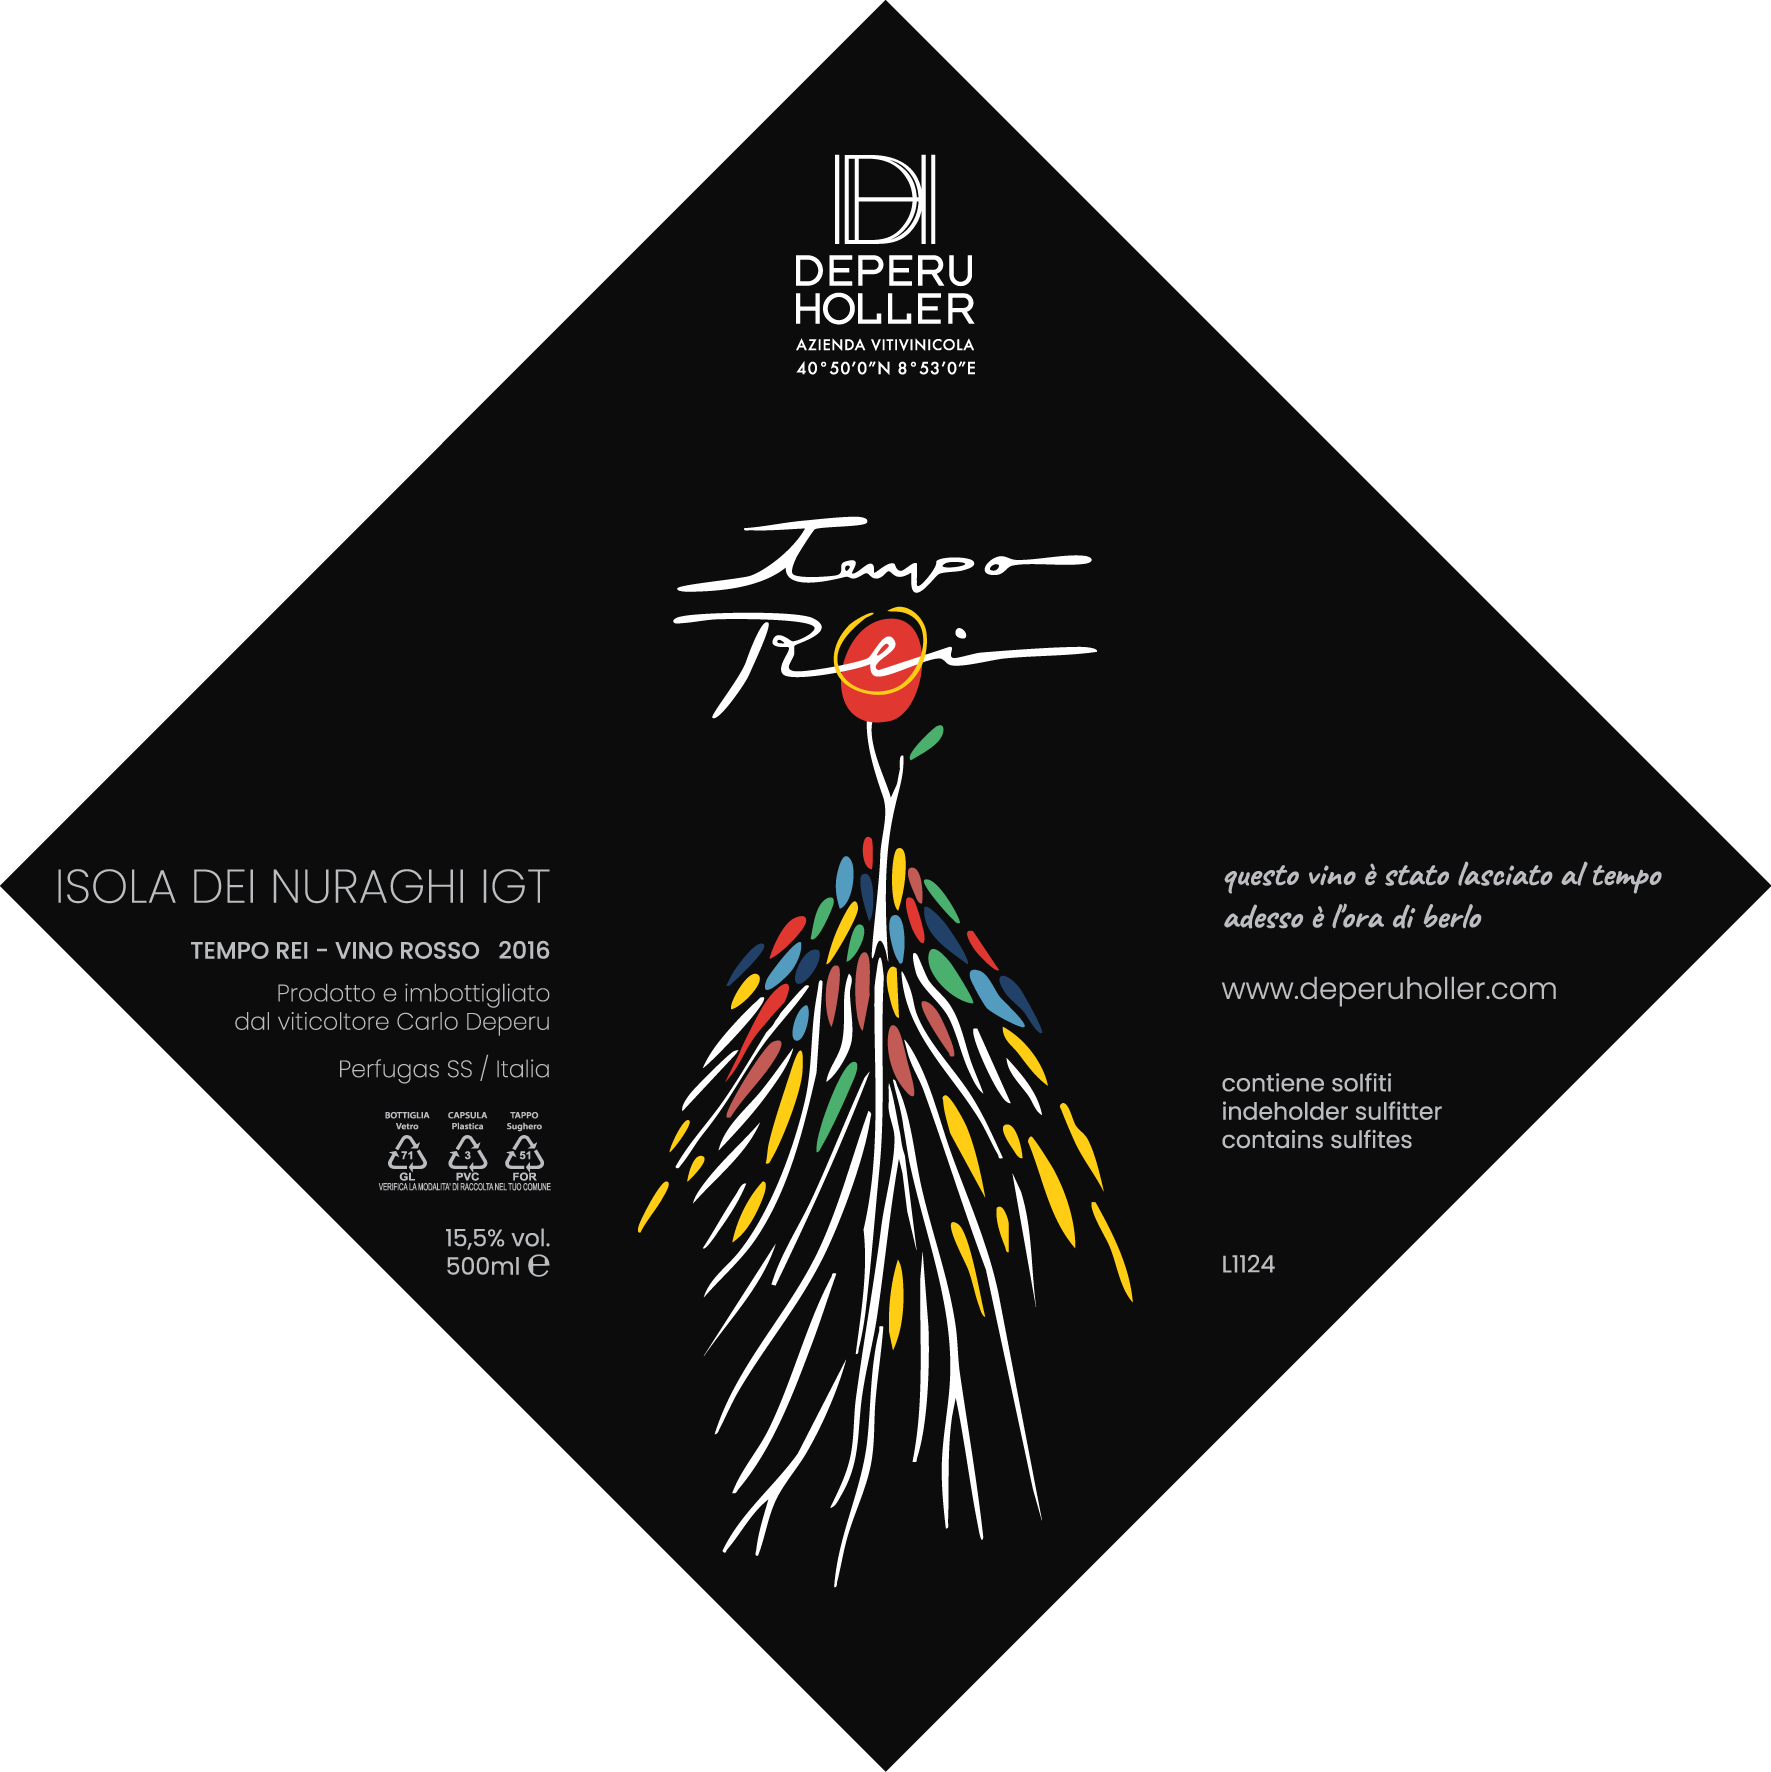 DH
DEPERU
HOLLER
AZIENDA VITIVINICOLA
40°50'0"N 8°53'0"E
Tempo
Rei
ISOLA DEI NURAGHI IGT
TEMPO REI - VINO ROSSO 2016
Prodotto e imbottigliato
dal viticoltore Carlo Deperu
Perfugas SS / Italia
BOTTIGLIA CAPSULA TAPPO
Vetro Plastica Sughero
71 3 51
GL PVC FOR
VERIFICA LA MODALITA' DI RACCOLTA NEL TUO COMUNE
15,5% vol.
500ml ℮
questo vino è stato lasciato al tempo
adesso è l'ora di berlo
www.deperuholler.com
contiene solfiti
indeholder sulfitter
contains sulfites
L1124